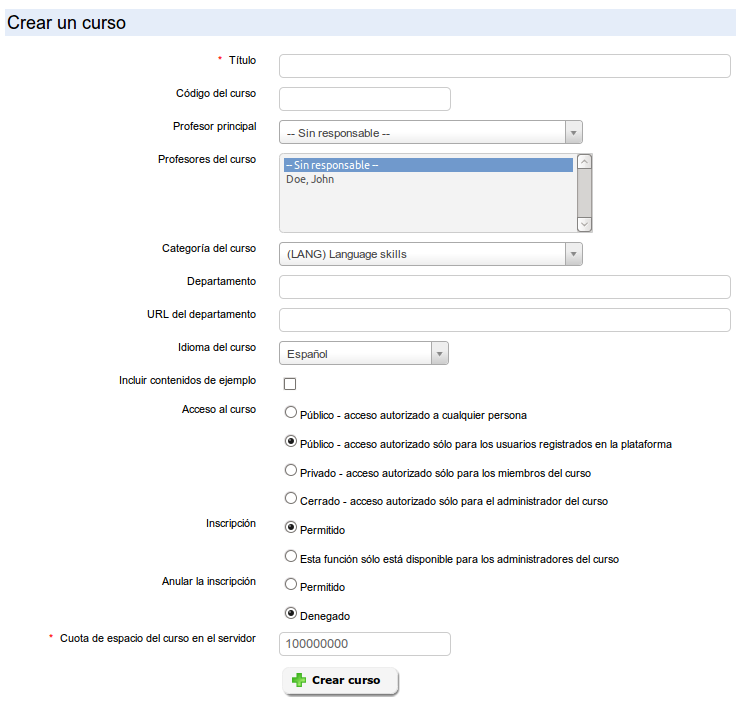 Crear un curso
* Título
Código del curso
Profesor principal
-- Sin responsable --
Profesores del curso
-- Sin responsable --
Doe, John
Categoría del curso
(LANG) Language skills
Departamento
URL del departamento
Idioma del curso
Español
Incluir contenidos de ejemplo
Acceso al curso
Público - acceso autorizado a cualquier persona
Público - acceso autorizado sólo para los usuarios registrados en la plataforma
Privado - acceso autorizado sólo para los miembros del curso
Cerrado - acceso autorizado sólo para el administrador del curso
Inscripción
Permitido
Esta función sólo está disponible para los administradores del curso
Anular la inscripción
Permitido
Denegado
* Cuota de espacio del curso en el servidor
100000000
Crear curso